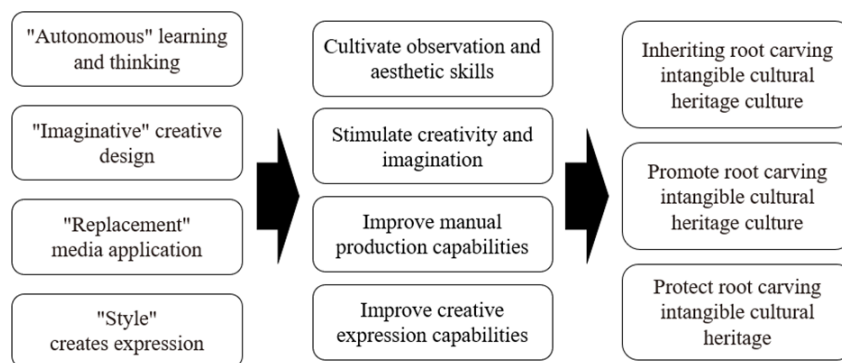 "Autonomous" learning
and thinking
"Imaginative" creative
design
"Replacement"
media application
"Style"
creates expression
Cultivate observation and
aesthetic skills
Stimulate creativity and
imagination
Improve manual
production capabilities
Improve creative
expression capabilities
Inheriting root carving
intangible cultural
heritage culture
Promote root carving
intangible cultural
heritage culture
Protect root carving
intangible cultural
heritage